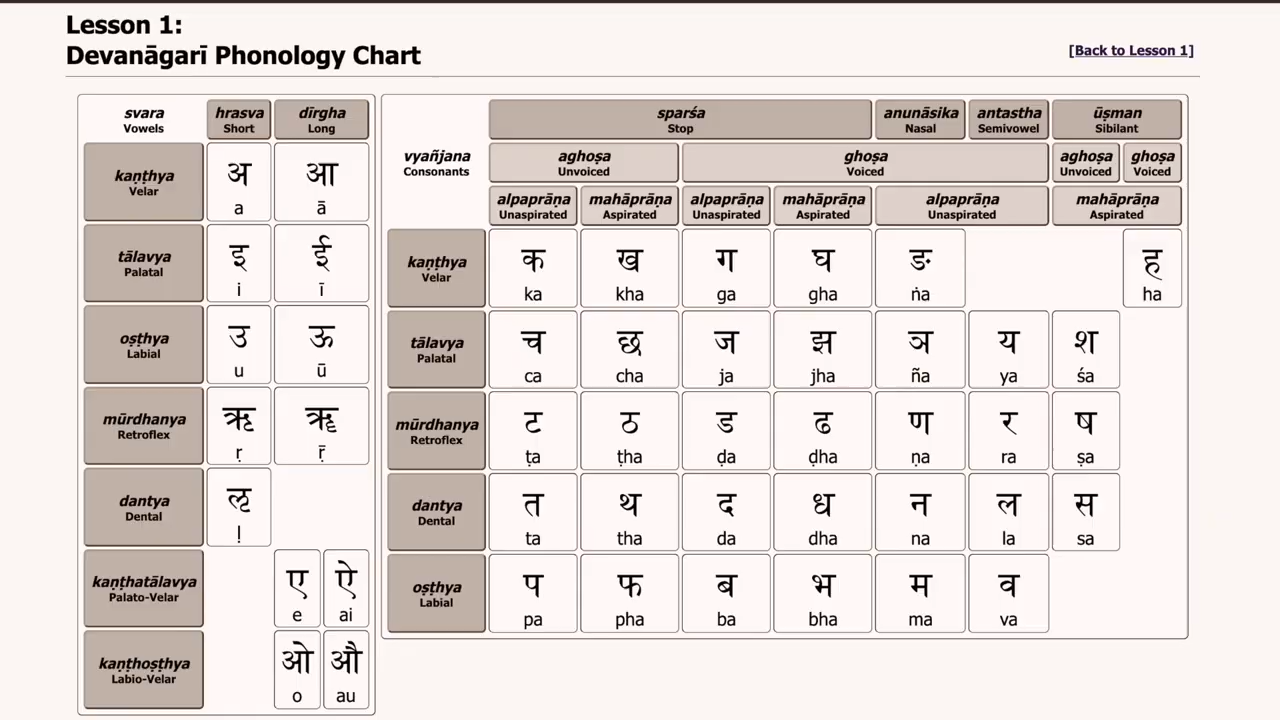 Lesson 1:
Devanāgarī Phonology Chart
[Back to Lesson 1]
svara
Vowels
hrasva
Short
dīrgha
Long
kaṇṭhya
Velar
अ
a
आ
ā
tālavya
Palatal
इ
i
ई
ī
oṣṭhya
Labial
उ
u
ऊ
ū
mūrdhanya
Retroflex
ऋ
ṛ
ॠ
ṝ
dantya
Dental
ऌ
ḷ
kaṇṭhatālavya
Palato-Velar
ए
e
ऐ
ai
kaṇṭhoṣṭhya
Labio-Velar
ओ
o
औ
au
vyañjana
Consonants
sparśa
Stop
anunāsika
Nasal
antastha
Semivowel
ūṣman
Sibilant
aghoṣa
Unvoiced
ghoṣa
Voiced
aghoṣa
Unvoiced
ghoṣa
Voiced
alpaprāṇa
Unaspirated
mahāprāṇa
Aspirated
alpaprāṇa
Unaspirated
mahāprāṇa
Aspirated
alpaprāṇa
Unaspirated
mahāprāṇa
Aspirated
kaṇṭhya
Velar
क
ka
ख
kha
ग
ga
घ
gha
ङ
ṅa
ह
ha
tālavya
Palatal
च
ca
छ
cha
ज
ja
झ
jha
ञ
ña
य
ya
श
śa
mūrdhanya
Retroflex
ट
ṭa
ठ
ṭha
ड
ḍa
ढ
ḍha
ण
ṇa
र
ra
ष
ṣa
dantya
Dental
त
ta
थ
tha
द
da
ध
dha
न
na
ल
la
स
sa
oṣṭhya
Labial
प
pa
फ
pha
ब
ba
भ
bha
म
ma
व
va